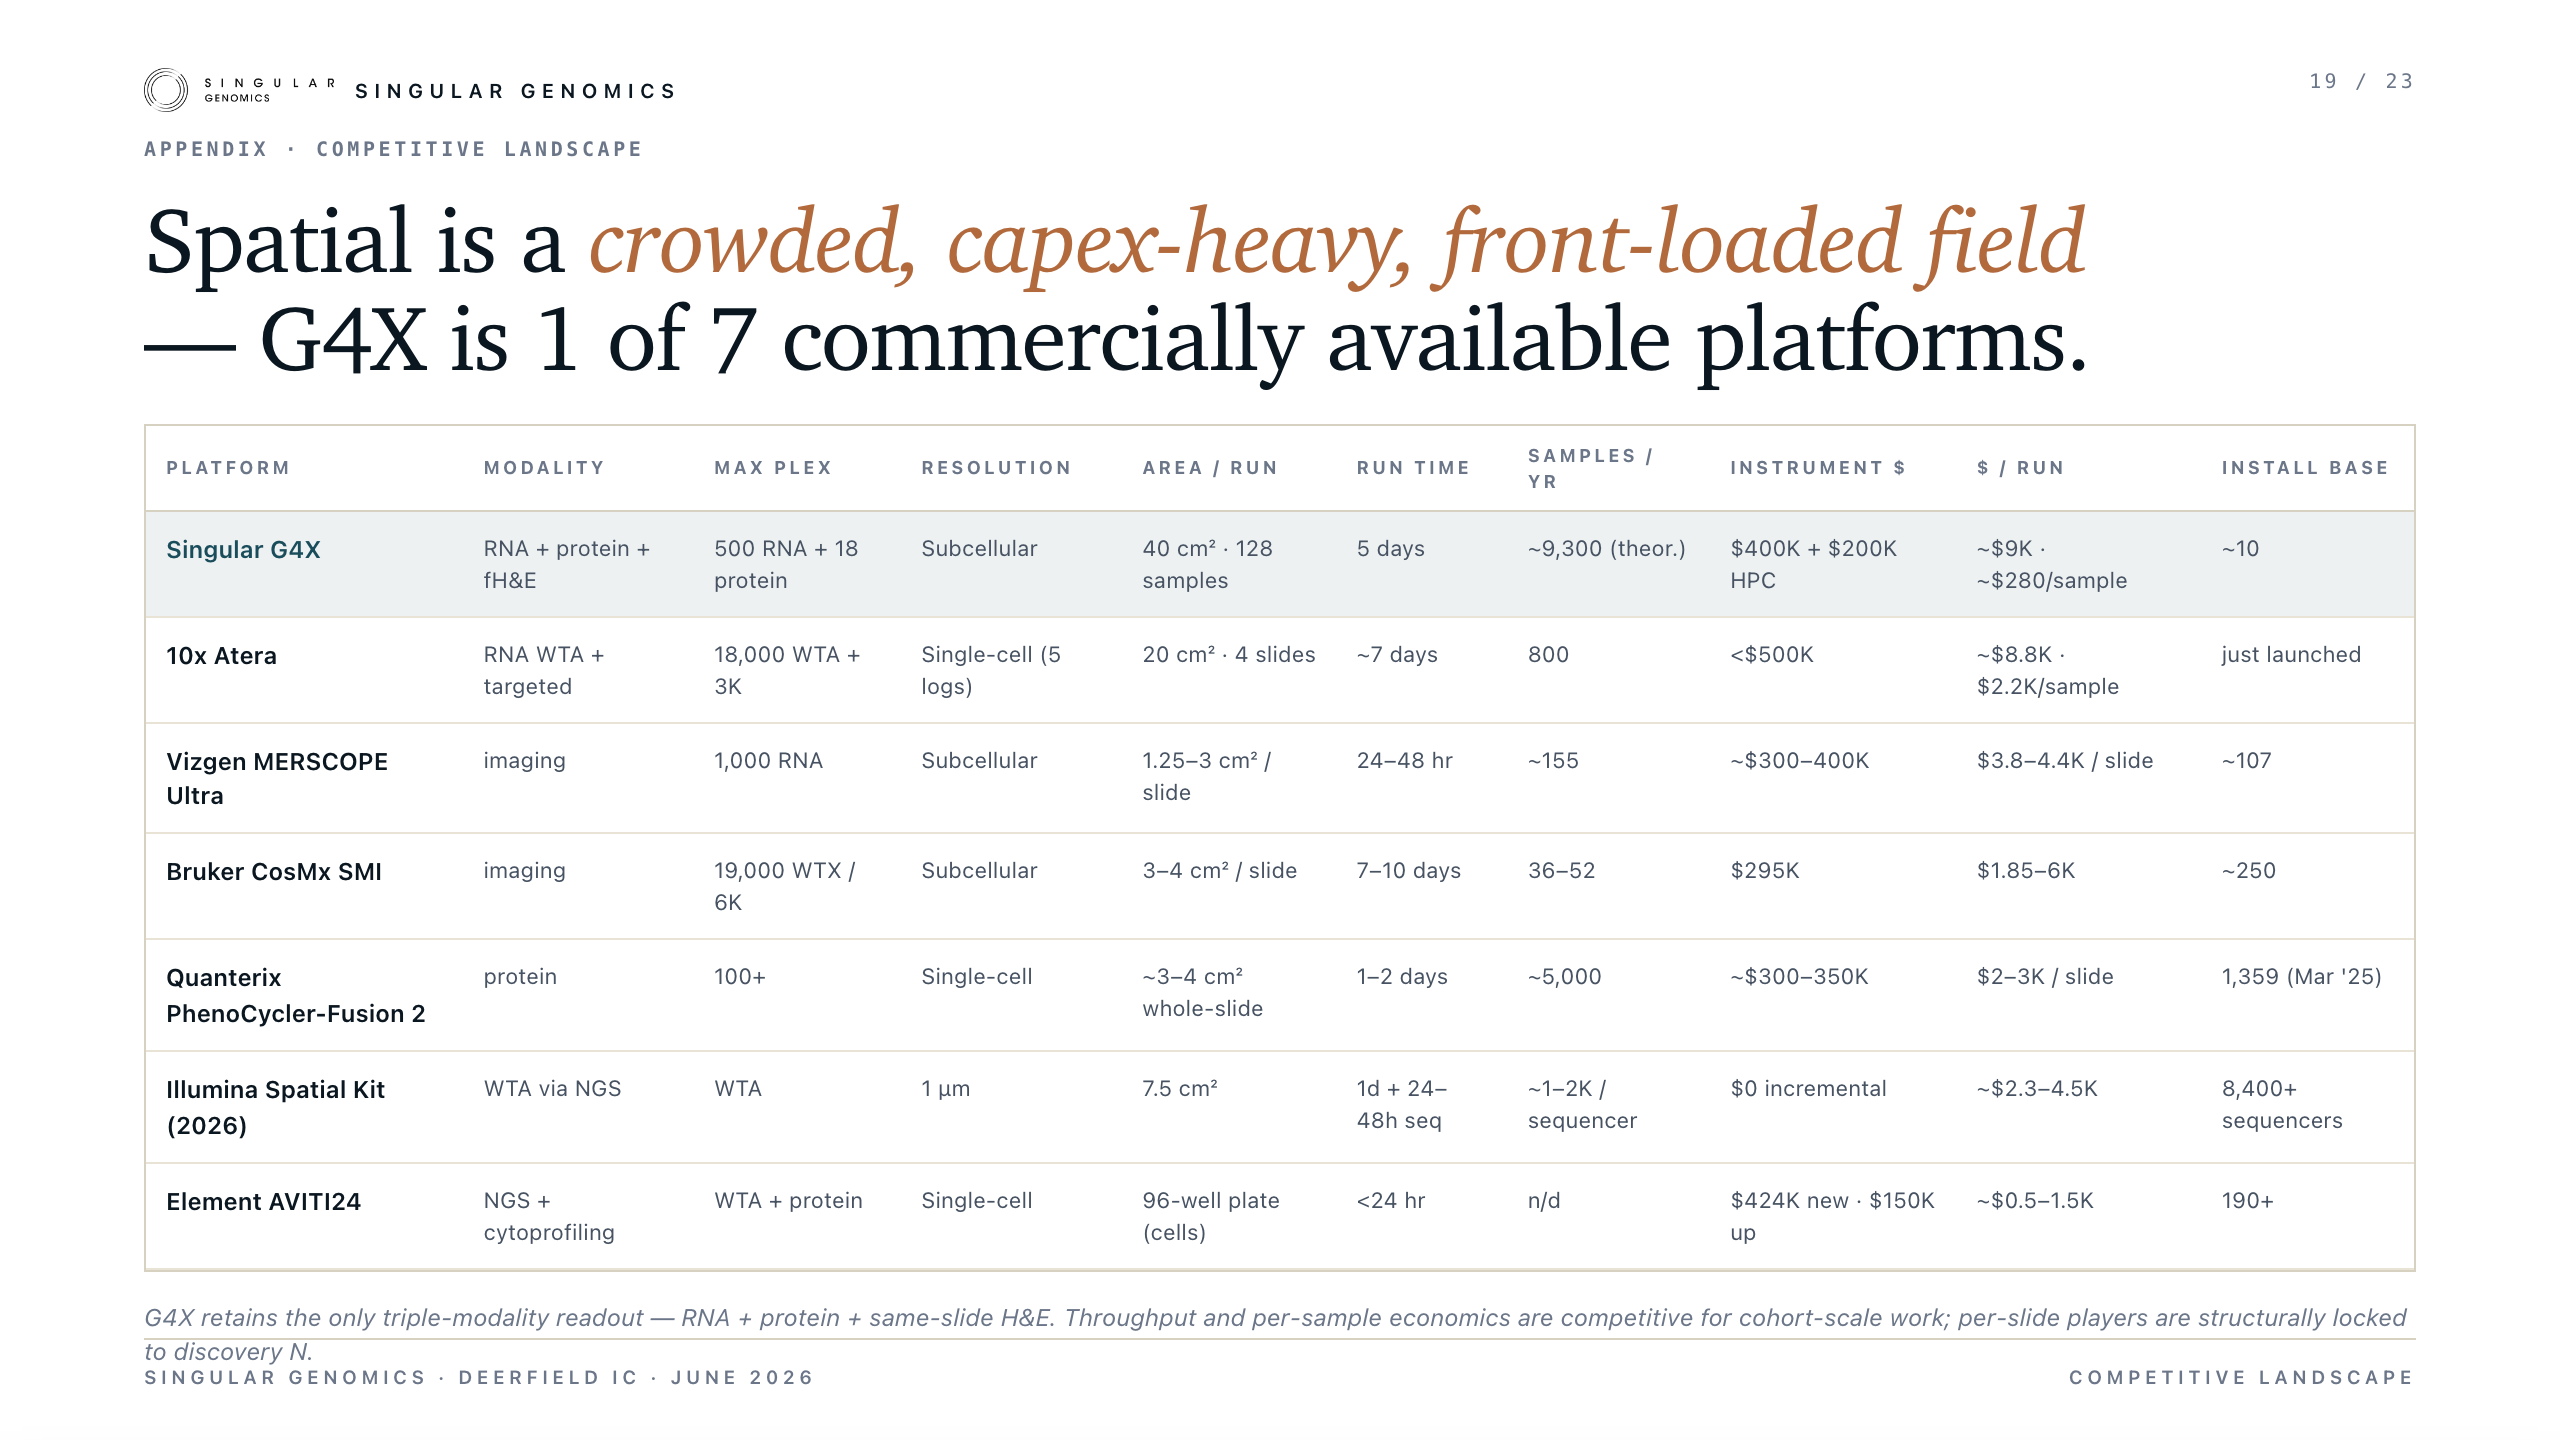 SINGULAR
GENOMICS
SINGULAR GENOMICS
19 / 23
APPENDIX · COMPETITIVE LANDSCAPE
Spatial is a crowded, capex-heavy, front-loaded field
— G4X is 1 of 7 commercially available platforms.
PLATFORM MODALITY MAX PLEX RESOLUTION AREA / RUN RUN TIME SAMPLES / YR INSTRUMENT $ $ / RUN INSTALL BASE
Singular G4X RNA + protein + fH&E 500 RNA + 18 protein Subcellular 40 cm² · 128 samples 5 days ~9,300 (theor.) $400K + $200K HPC ~$9K · ~$280/sample ~10
10x Atera RNA WTA + targeted 18,000 WTA + 3K Single-cell (5 logs) 20 cm² · 4 slides ~7 days 800 <$500K ~$8.8K · $2.2K/sample just launched
Vizgen MERSCOPE Ultra imaging 1,000 RNA Subcellular 1.25–3 cm² / slide 24–48 hr ~155 ~$300–400K $3.8–4.4K / slide ~107
Bruker CosMx SMI imaging 19,000 WTX / 6K Subcellular 3–4 cm² / slide 7–10 days 36–52 $295K $1.85–6K ~250
Quanterix PhenoCycler-Fusion 2 protein 100+ Single-cell ~3–4 cm² whole-slide 1–2 days ~5,000 ~$300–350K $2–3K / slide 1,359 (Mar '25)
Illumina Spatial Kit (2026) WTA via NGS WTA 1 µm 7.5 cm² 1d + 24–48h seq ~1–2K / sequencer $0 incremental ~$2.3–4.5K 8,400+ sequencers
Element AVITI24 NGS + cytoprofiling WTA + protein Single-cell 96-well plate (cells) <24 hr n/d $424K new · $150K up ~$0.5–1.5K 190+
G4X retains the only triple-modality readout — RNA + protein + same-slide H&E. Throughput and per-sample economics are competitive for cohort-scale work; per-slide players are structurally locked
to discovery N.
SINGULAR GENOMICS · DEERFIELD IC · JUNE 2026
COMPETITIVE LANDSCAPE